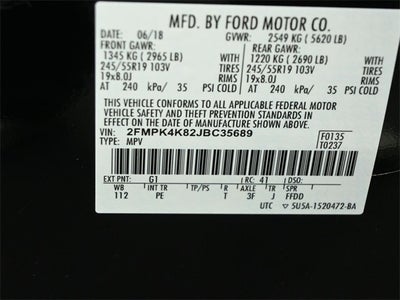 MFD. BY FORD MOTOR CO.
DATE: 06/18 GVWR: 2549 KG ( 5620 LB)
FRONT GAWR: REAR GAWR:
1345 KG ( 2965 LB) 1220 KG ( 2690 LB)
245/55R19 103V TIRES 245/55R19 103V TIRES
19x8.0J RIMS 19x8.0J RIMS
AT 240 kPa/ 35 PSI COLD AT 240 kPa/ 35 PSI COLD
THIS VEHICLE CONFORMS TO ALL APPLICABLE FEDERAL MOTOR
VEHICLE SAFETY AND THEFT PREVENTION STANDARDS IN
EFFECT ON THE DATE OF MANUFACTURE SHOWN ABOVE.
VIN: 2FMPK4K82JBC35689 F0135
TYPE: MPV T0237
EXT PNT: G1 RC: 41 DSO:
WB INT TR TP/PS R AXLE TR SPR
112 PE T 3F J FFDD
UTC ▽ 5U5A-1520472-BA